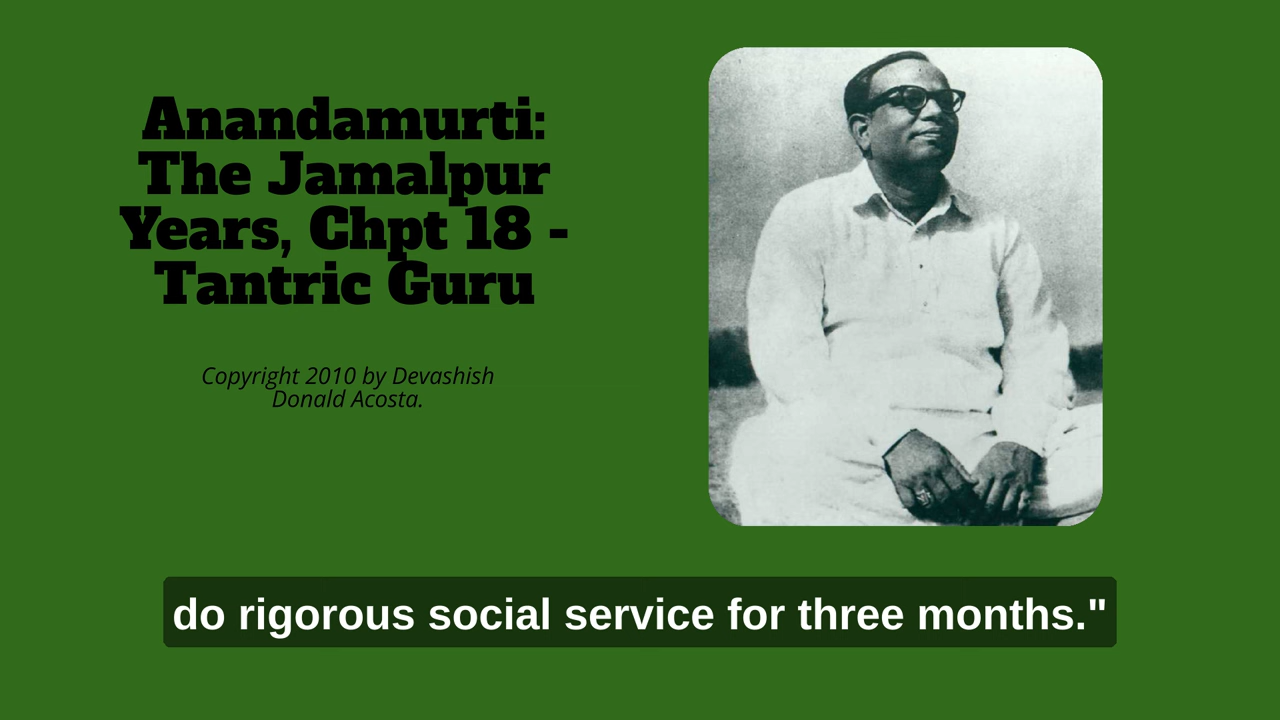 Anandamurti:
The Jamalpur
Years, Chpt 18 -
Tantric Guru
Copyright 2010 by Devashish
Donald Acosta.
do rigorous social service for three months."